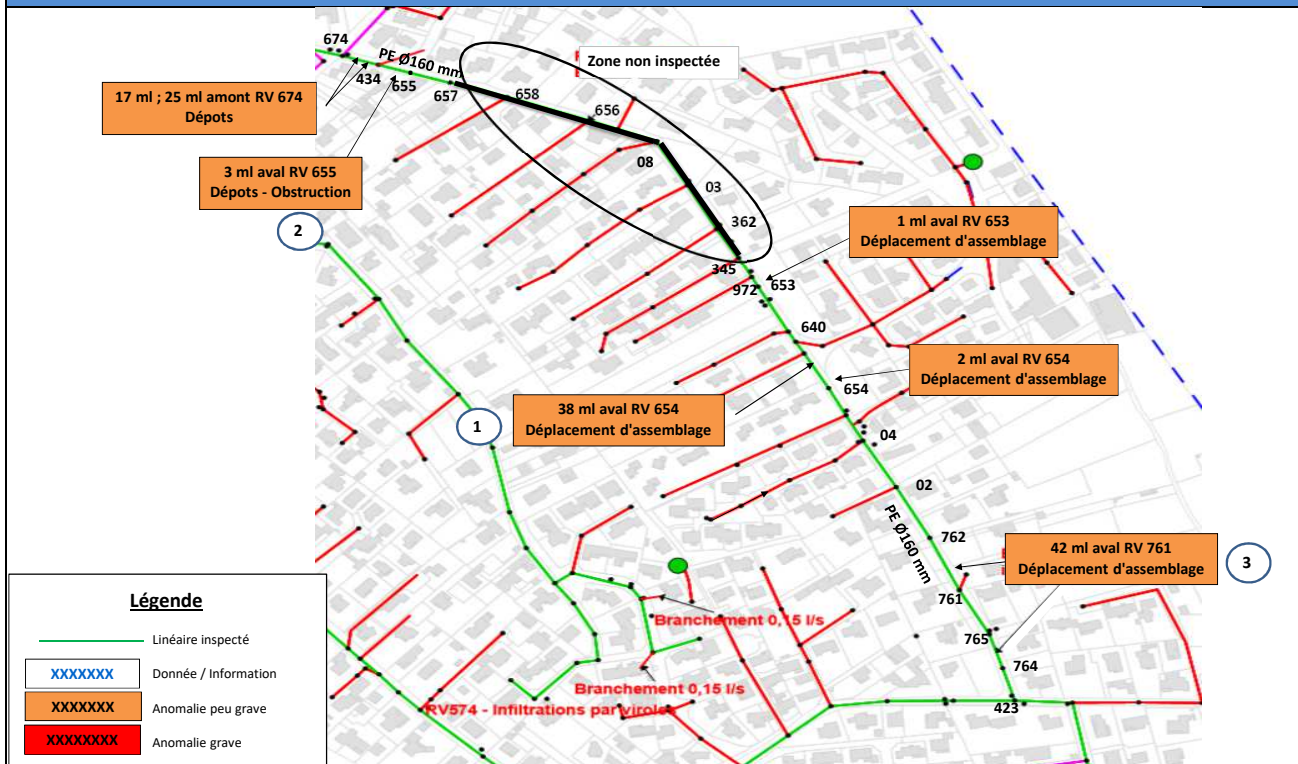 674
PE Ø160 mm
434
655
657
658
656
Zone non inspectée
17 ml ; 25 ml amont RV 674
Dépots
3 ml aval RV 655
Dépots - Obstruction
08
03
362
345
972
653
1 ml aval RV 653
Déplacement d'assemblage
2
640
2 ml aval RV 654
Déplacement d'assemblage
654
38 ml aval RV 654
Déplacement d'assemblage
1
04
02
PE Ø160 mm
762
42 ml aval RV 761
Déplacement d'assemblage
3
761
765
764
423
Branchement 0,15 l/s
Branchement 0,15 l/s
RV574 - Infiltrations par virole
Légende
Linéaire inspecté
XXXXXXX
Donnée / Information
XXXXXXX
Anomalie peu grave
XXXXXXXX
Anomalie grave